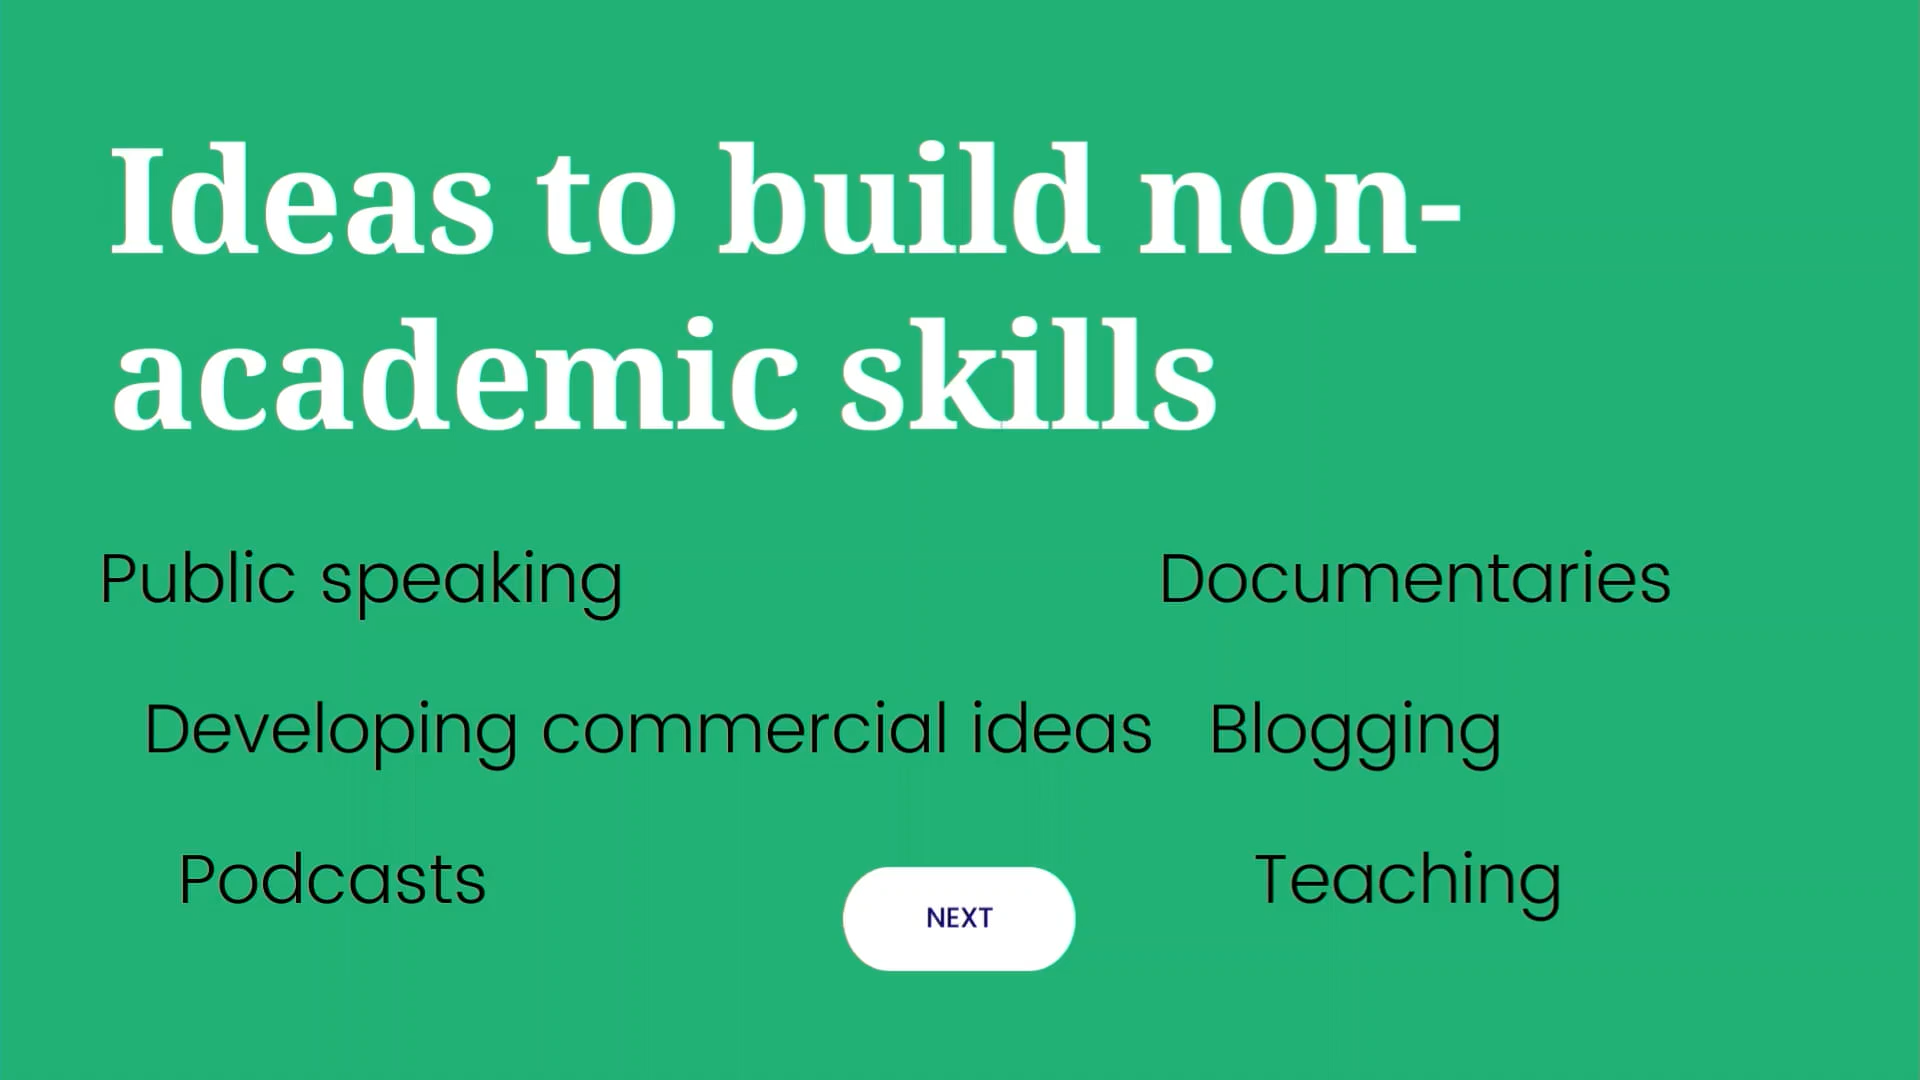 Ideas to build non-
academic skills
Public speaking
Documentaries
Developing commercial ideas
Blogging
Podcasts
Teaching
NEXT